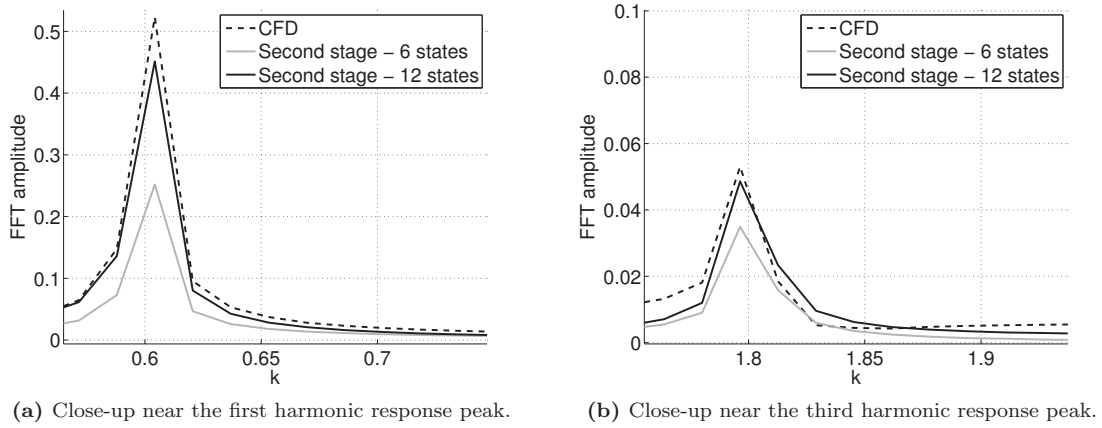 FFT amplitude
0.5
0.4
0.3
0.2
0.1
0
0.6
0.65
0.7
k
CFD
Second stage − 6 states
Second stage − 12 states
(a) Close-up near the first harmonic response peak.
FFT amplitude
0.1
0.08
0.06
0.04
0.02
0
1.8
1.85
1.9
k
CFD
Second stage − 6 states
Second stage − 12 states
(b) Close-up near the third harmonic response peak.